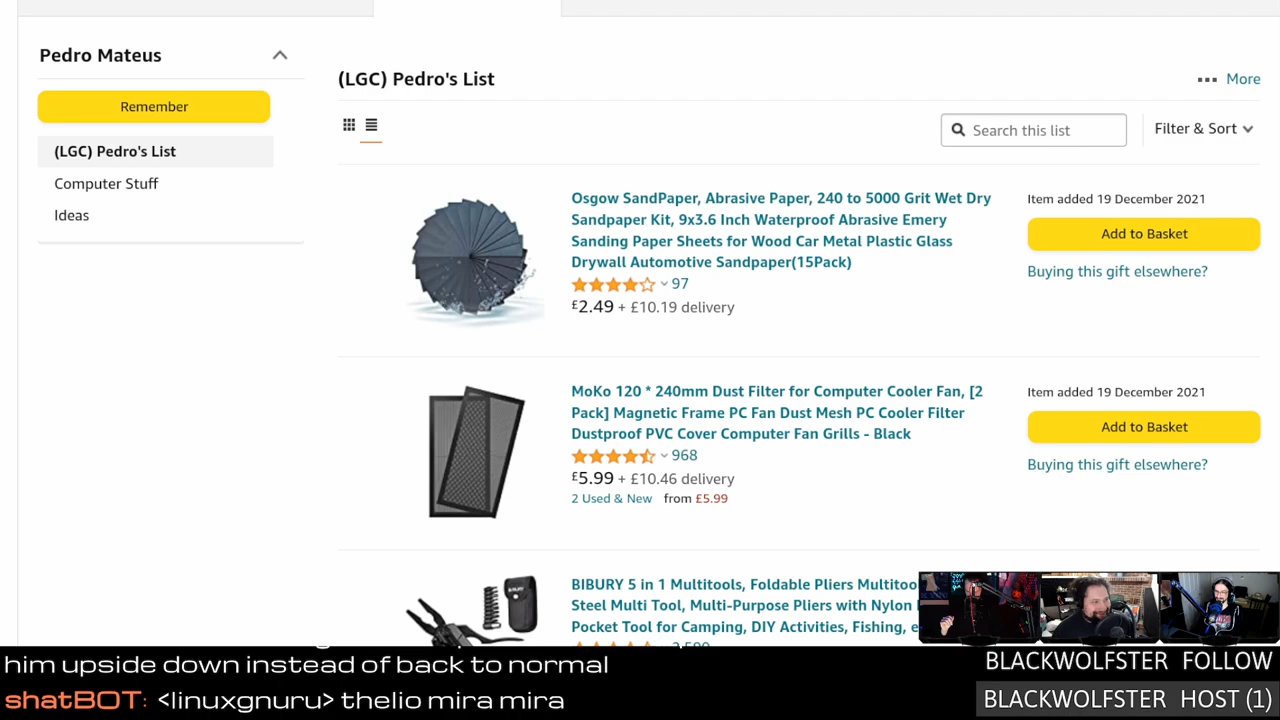 Pedro Mateus
Remember
(LGC) Pedro's List
Computer Stuff
Ideas
(LGC) Pedro's List
More
Search this list
Filter & Sort
Osgow SandPaper, Abrasive Paper, 240 to 5000 Grit Wet Dry
Sandpaper Kit, 9x3.6 Inch Waterproof Abrasive Emery
Sanding Paper Sheets for Wood Car Metal Plastic Glass
Drywall Automotive Sandpaper(15Pack)
97
£2.49 + £10.19 delivery
Item added 19 December 2021
Add to Basket
Buying this gift elsewhere?
MoKo 120 * 240mm Dust Filter for Computer Cooler Fan, [2
Pack] Magnetic Frame PC Fan Dust Mesh PC Cooler Filter
Dustproof PVC Cover Computer Fan Grills - Black
968
£5.99 + £10.46 delivery
2 Used & New from £5.99
Item added 19 December 2021
Add to Basket
Buying this gift elsewhere?
BIBURY 5 in 1 Multitools, Foldable Pliers Multitoo
Steel Multi Tool, Multi-Purpose Pliers with Nylon
Pocket Tool for Camping, DIY Activities, Fishing, e
him upside down instead of back to normal
shatBOT: <linuxgnuru> thelio mira mira
BLACKWOLFSTER FOLLOW
BLACKWOLFSTER HOST (1)